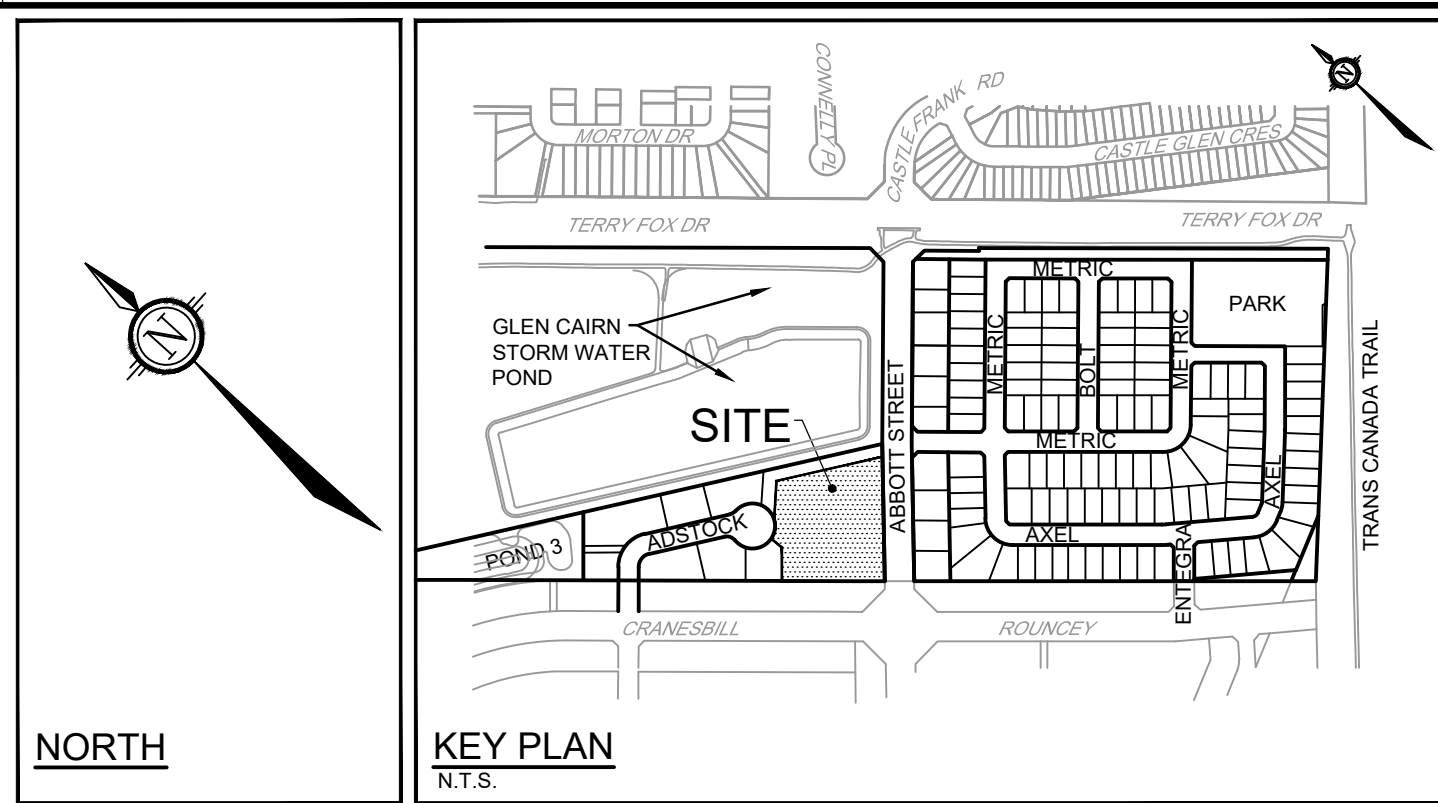 N
NORTH
N
CONNELLY PL
CASTLE FRANK RD
MORTON DR
CASTLE GLEN CRES
TERRY FOX DR
TERRY FOX DR
METRIC
PARK
GLEN CAIRN
STORM WATER
POND
METRIC
BOLT
METRIC
ABBOTT STREET
TRANS CANADA TRAIL
SITE
METRIC
AXEL
ADSTOCK
AXEL
POND 3
ENTEGRA
CRANESBILL
ROUNCEY
KEY PLAN
N.T.S.